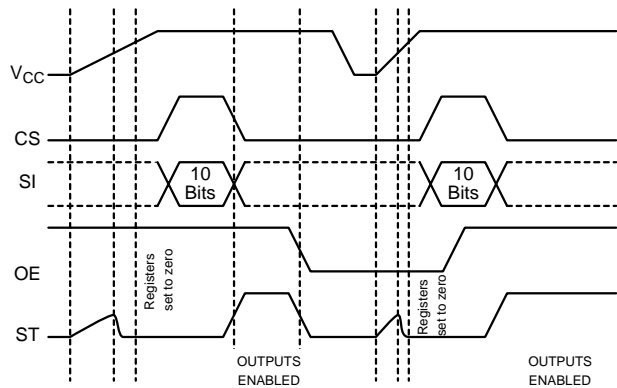 VCC
CS
SI
10
Bits
10
Bits
OE
Registers
set to zero
Registers
set to zero
ST
OUTPUTS
ENABLED
OUTPUTS
ENABLED